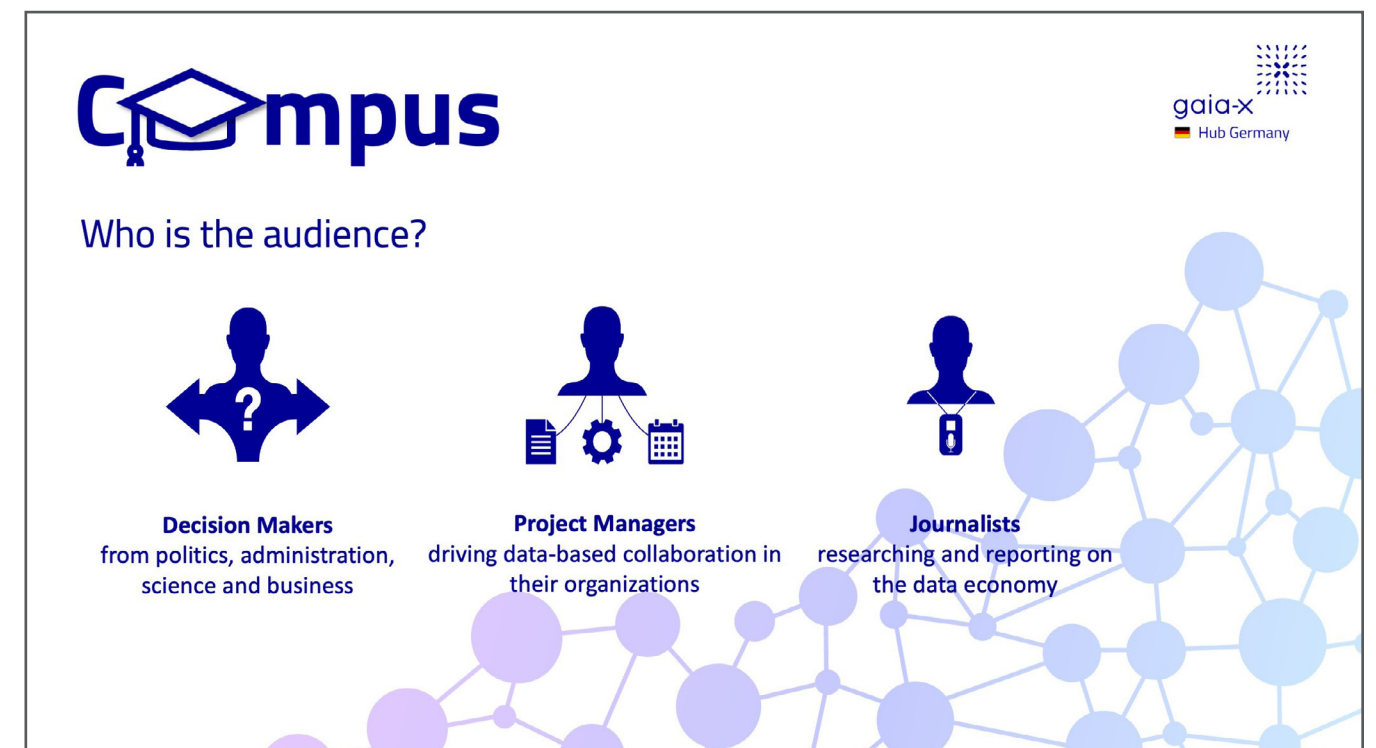 Campus
gaia-x
Hub Germany
Who is the audience?
?
Decision Makers
from politics, administration,
science and business
Project Managers
driving data-based collaboration in
their organizations
Journalists
researching and reporting on
the data economy